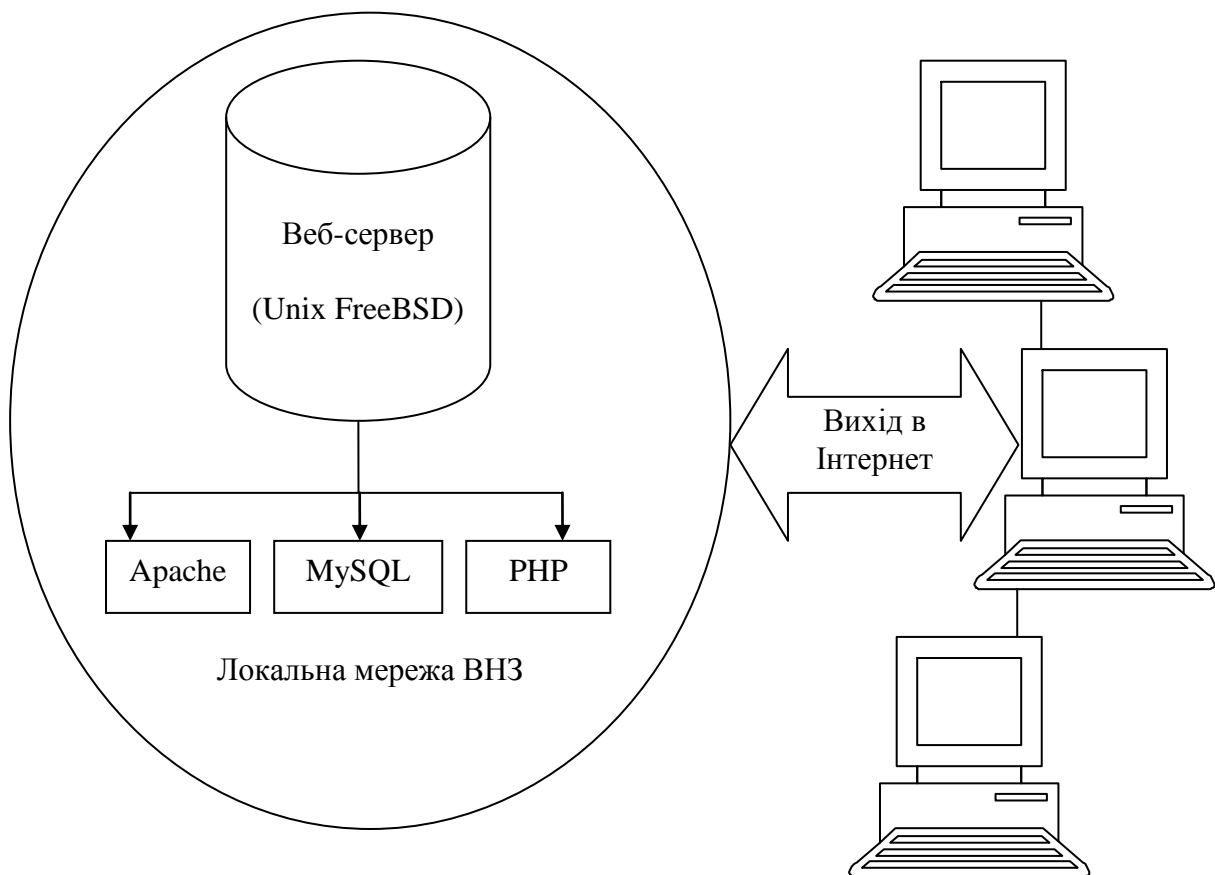 Веб-сервер
(Unix FreeBSD)
Вихід в
Інтернет
Apache
MySQL
PHP
Локальна мережа ВНЗ